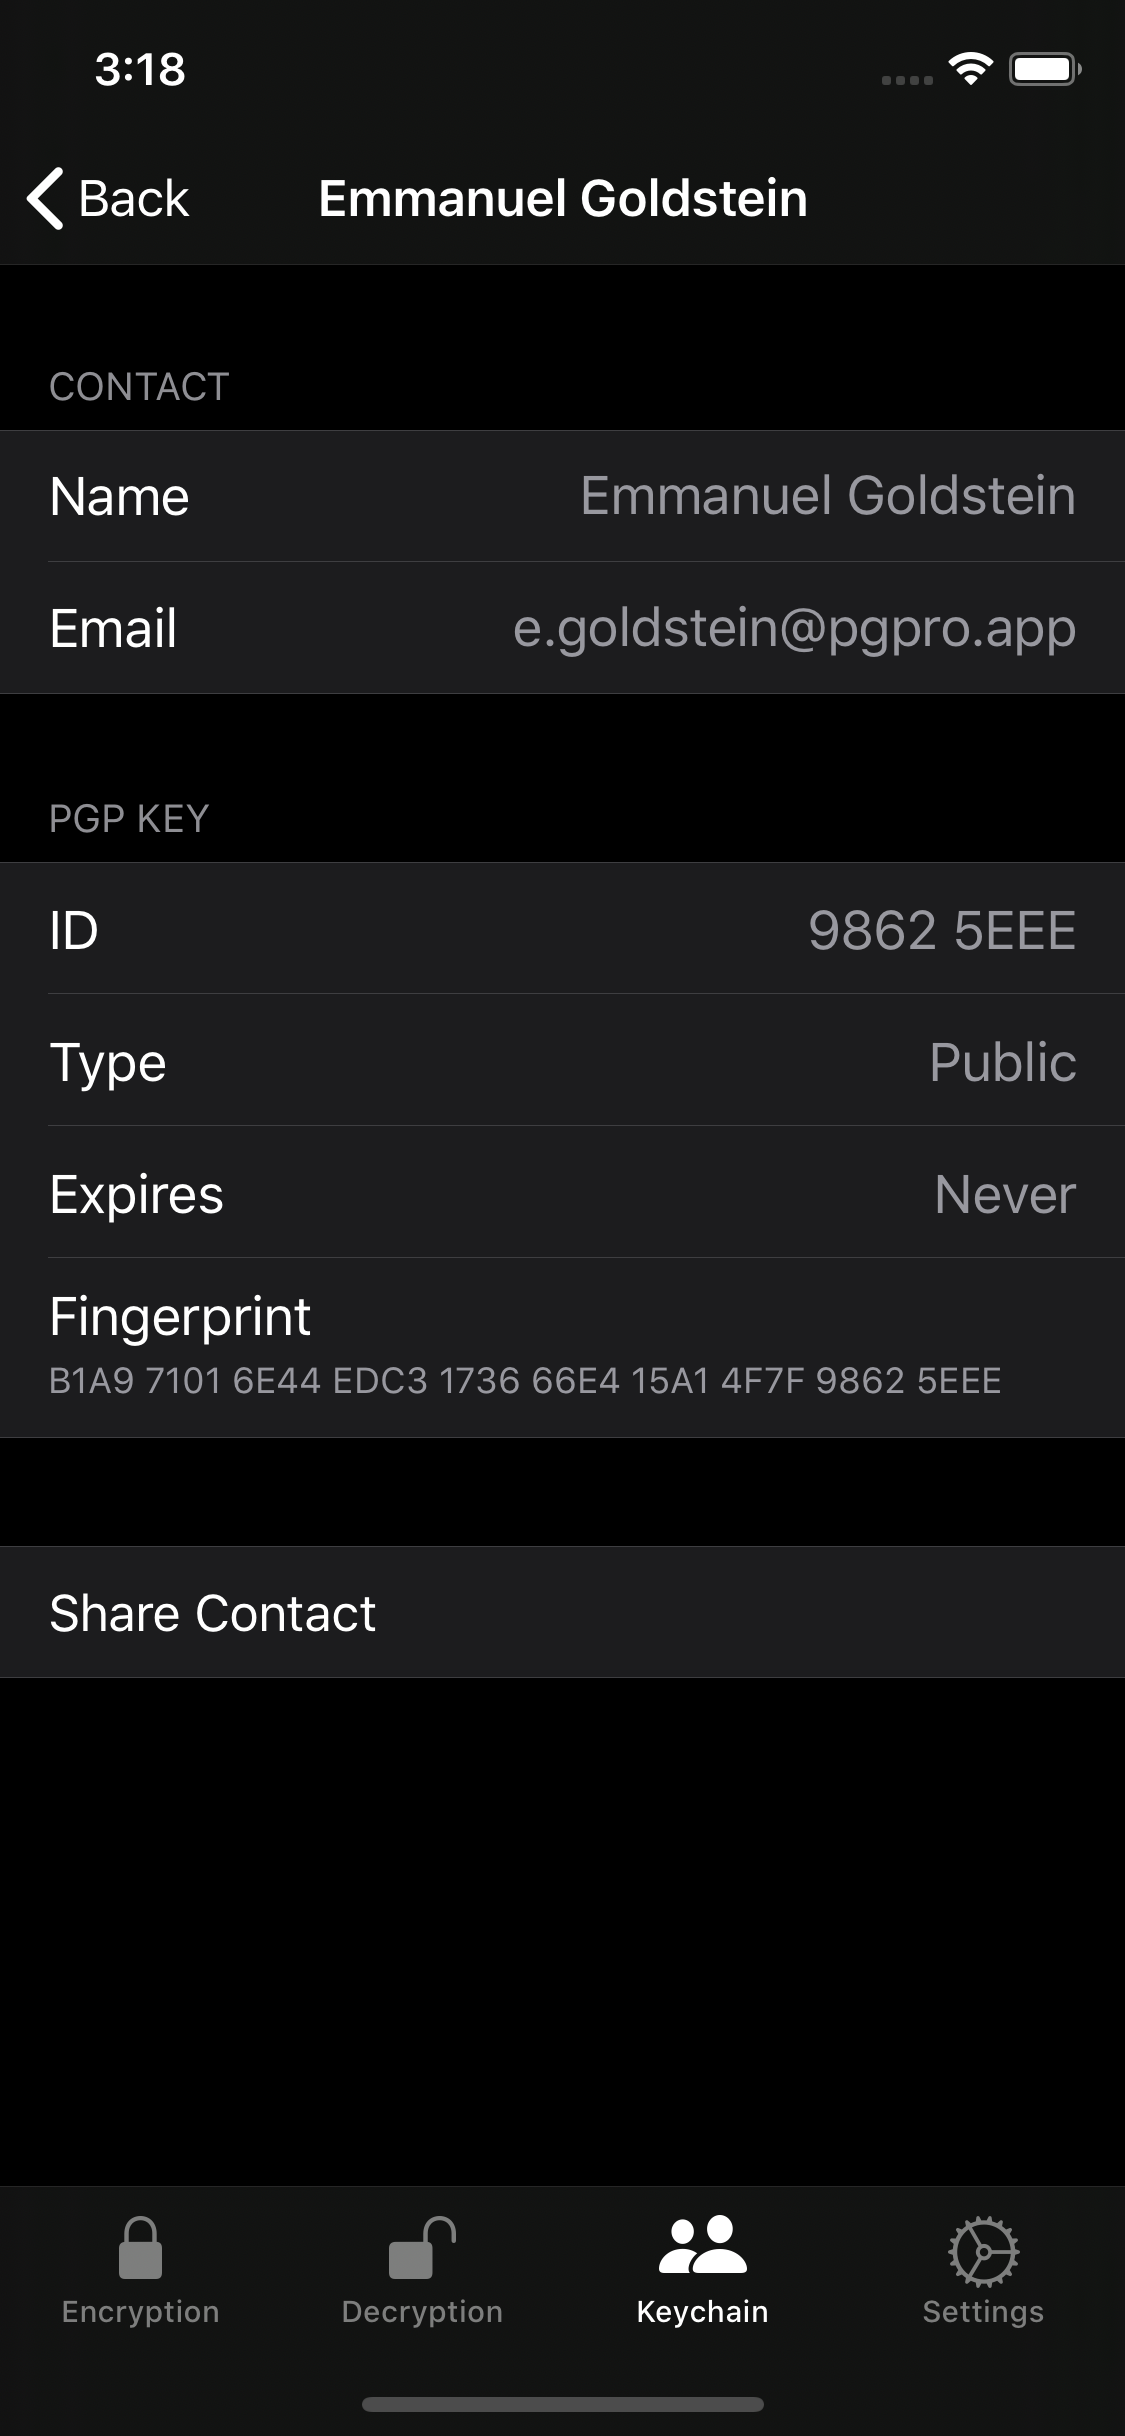 3:18
Back
Emmanuel Goldstein
CONTACT
Name Emmanuel Goldstein
Email e.goldstein@pgpro.app
PGP KEY
ID 9862 5EEE
Type Public
Expires Never
Fingerprint
B1A9 7101 6E44 EDC3 1736 66E4 15A1 4F7F 9862 5EEE
Share Contact
Encryption Decryption Keychain Settings